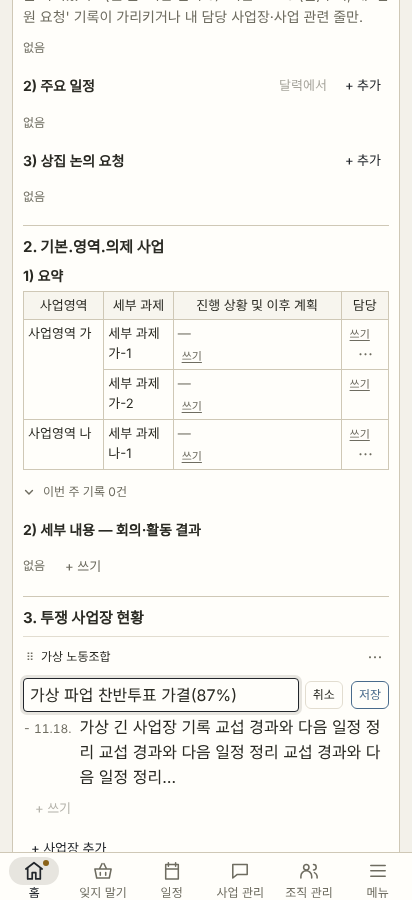 원 요청' 기록이 가리키거나 내 담당 사업장·사업 관련 줄만.
없음
2) 주요 일정 달력에서 + 추가
없음
3) 상집 논의 요청 + 추가
없음
2. 기본.영역.의제 사업
1) 요약
사업영역 세부 과제 진행 상황 및 이후 계획 담당
사업영역 가 세부 과제 가-1 — 쓰기 쓰기 ···
세부 과제 가-2 — 쓰기 쓰기
사업영역 나 세부 과제 나-1 — 쓰기 쓰기 ···
이번 주 기록 0건
2) 세부 내용 — 회의·활동 결과
없음 + 쓰기
3. 투쟁 사업장 현황
가상 노동조합 ···
가상 파업 찬반투표 가결(87%) 취소 저장
- 11.18. 가상 긴 사업장 기록 교섭 경과와 다음 일정 정
리 교섭 경과와 다음 일정 정리 교섭 경과와 다
음 일정 정리...
+ 쓰기
+ 사업장 추가
홈 잊지 말기 일정 사업 관리 조직 관리 메뉴